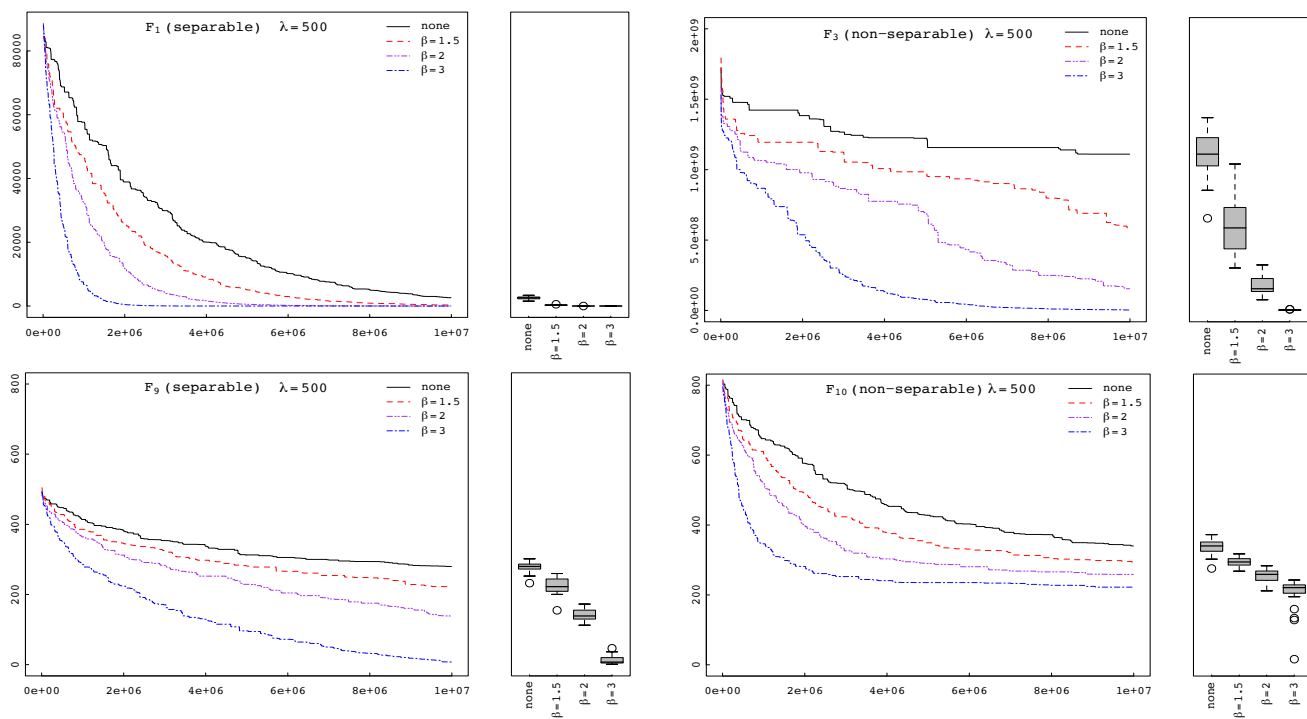 F1 (separable) λ=500
none
β=1.5
β=2
β=3
80000
60000
40000
20000
0
0e+00 2e+06 4e+06 6e+06 8e+06 1e+07
none β=1.5 β=2 β=3
F3 (non-separable) λ=500
none
β=1.5
β=2
β=3
2e+09
1.5e+09
1.0e+09
5.0e+08
0.0e+00
0e+00 2e+06 4e+06 6e+06 8e+06 1e+07
none β=1.5 β=2 β=3
F9 (separable) λ=500
none
β=1.5
β=2
β=3
800
600
400
200
0
0e+00 2e+06 4e+06 6e+06 8e+06 1e+07
none β=1.5 β=2 β=3
F10 (non-separable) λ=500
none
β=1.5
β=2
β=3
800
600
400
200
0
0e+00 2e+06 4e+06 6e+06 8e+06 1e+07
none β=1.5 β=2 β=3